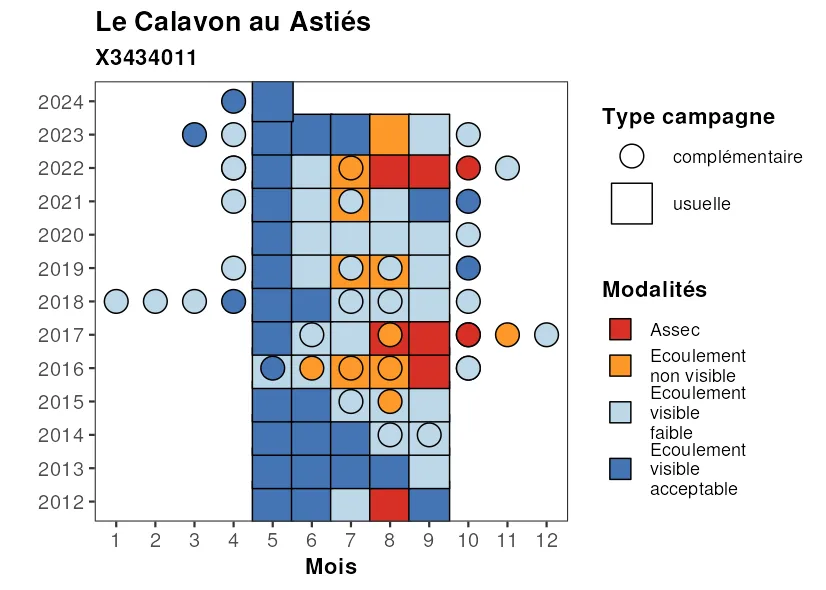 Le Calavon au Astiés
X3434011
2024
2023
2022
2021
2020
2019
2018
2017
2016
2015
2014
2013
2012
1 2 3 4 5 6 7 8 9 10 11 12
Mois
Type campagne
complémentaire
usuelle
Modalités
Assec
Ecoulement
non visible
Ecoulement
visible
faible
Ecoulement
visible
acceptable